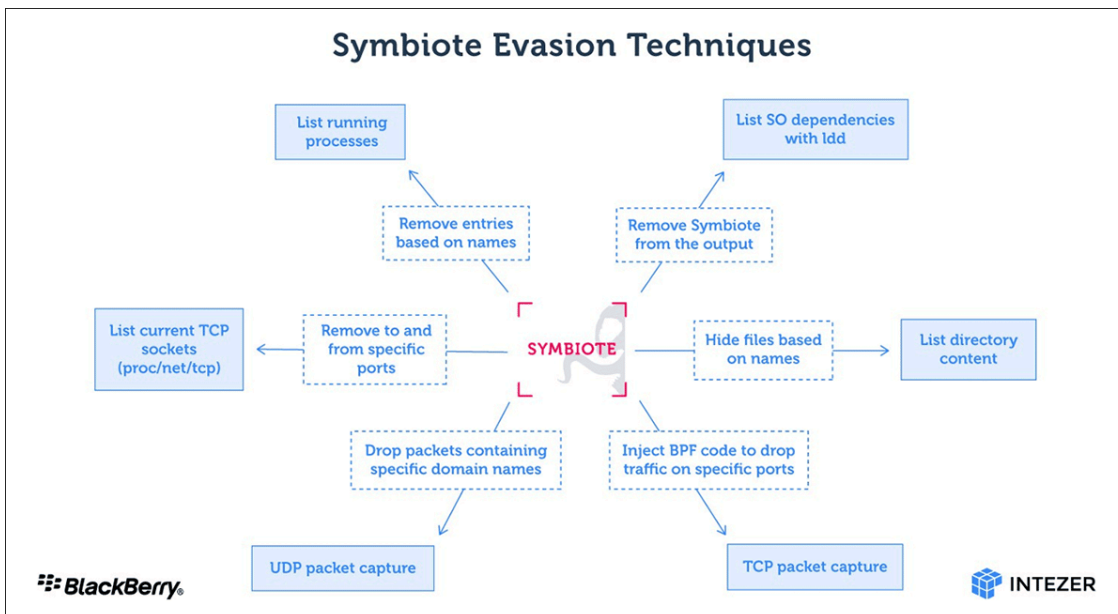 Symbiote Evasion Techniques
List running
processes
List SO dependencies
with ldd
Remove entries
based on names
Remove Symbiote
from the output
List current TCP
sockets
(proc/net/tcp)
Remove to and
from specific
ports
SYMBIOTE
Hide files based
on names
List directory
content
Drop packets containing
specific domain names
Inject BPF code to drop
traffic on specific ports
UDP packet capture
TCP packet capture
BlackBerry®
INTEZER